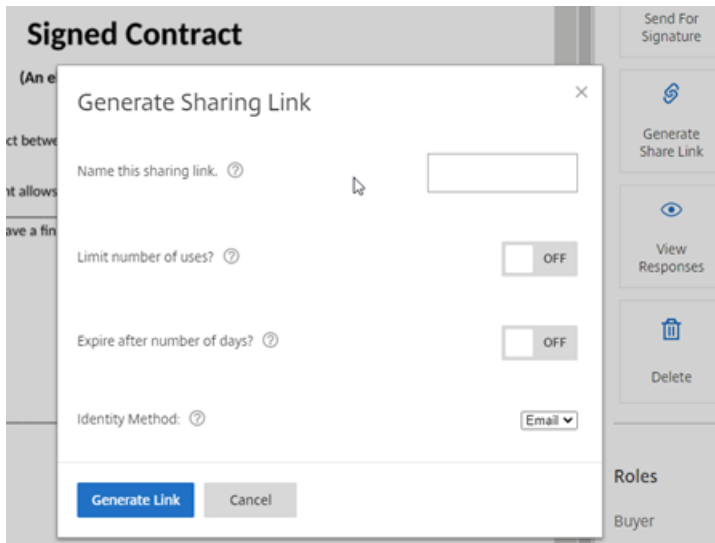 Signed Contract
(An e
ct betwe
nt allows
ave a fin
Generate Sharing Link
Name this sharing link.
Limit number of uses?
OFF
Expire after number of days?
OFF
Identity Method:
Email
Generate Link
Cancel
Send For
Signature
Generate
Share Link
View
Responses
Delete
Roles
Buyer